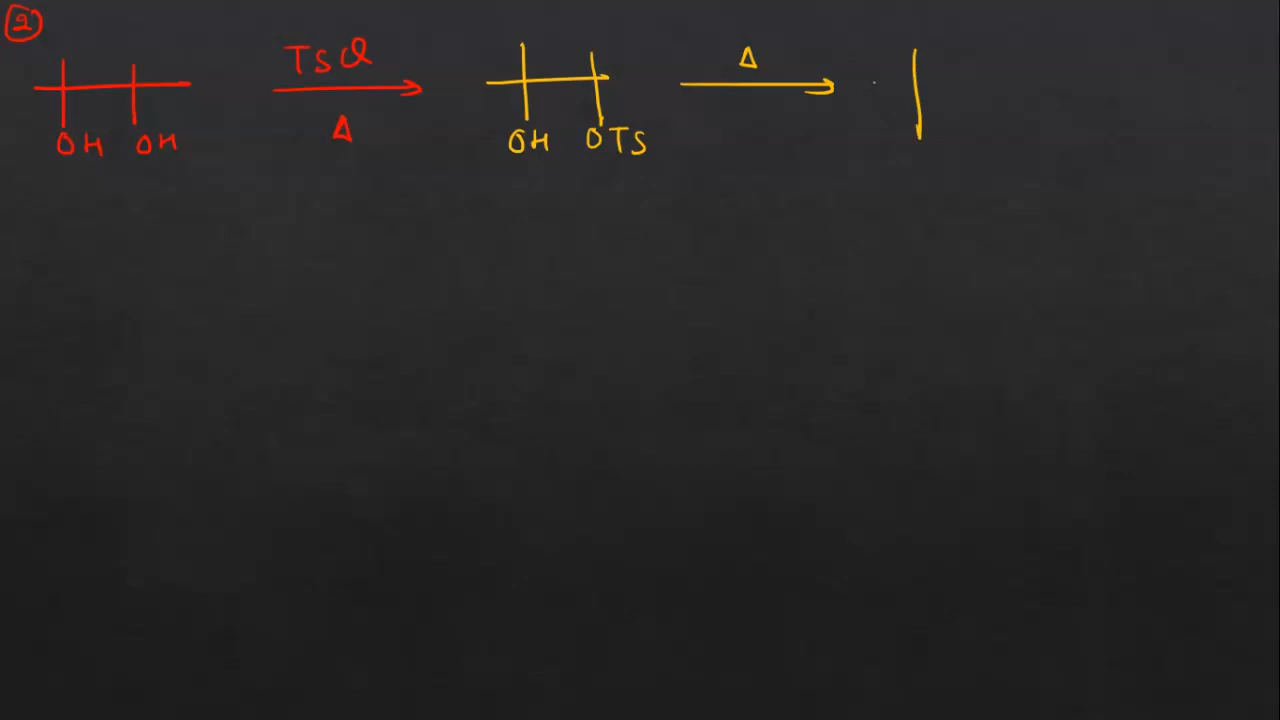 2
TsCl
Δ
OH OH
Δ
OH OTS